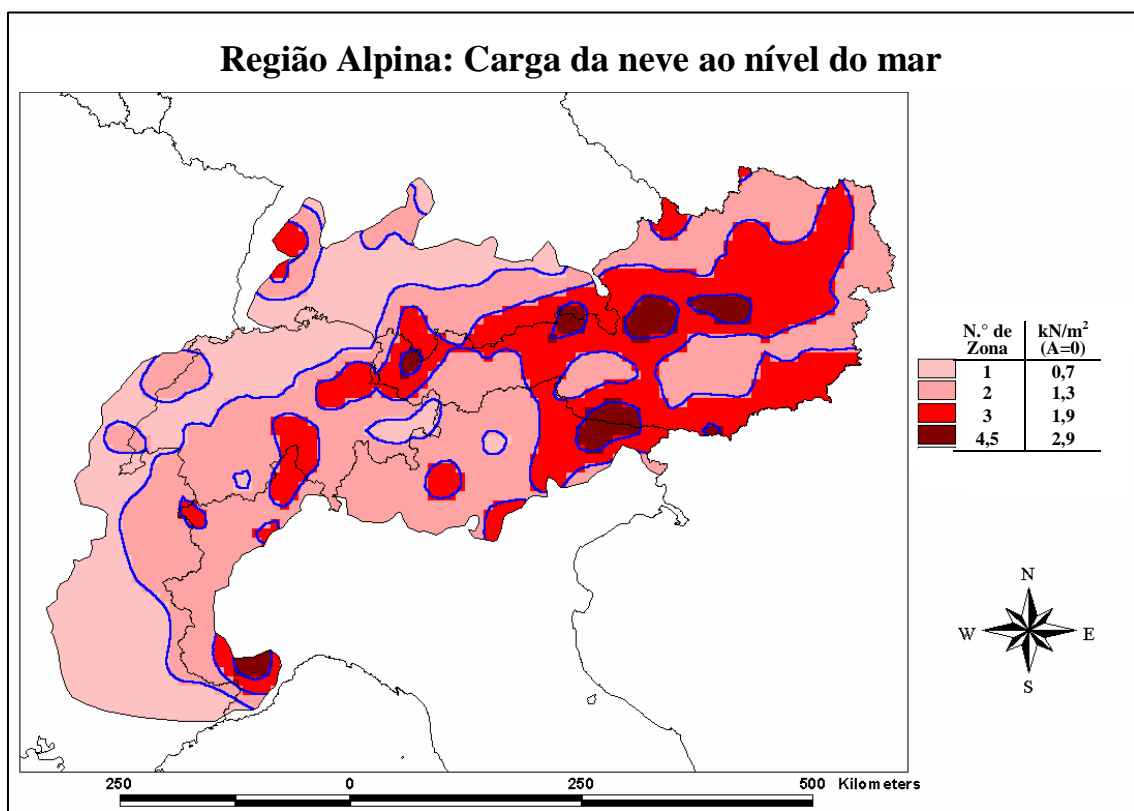 Região Alpina: Carga da neve ao nível do mar
N.° de Zona kN/m² (A=0)
1 0,7
2 1,3
3 1,9
4,5 2,9
N
W E
S
250 0 250 500 Kilometers